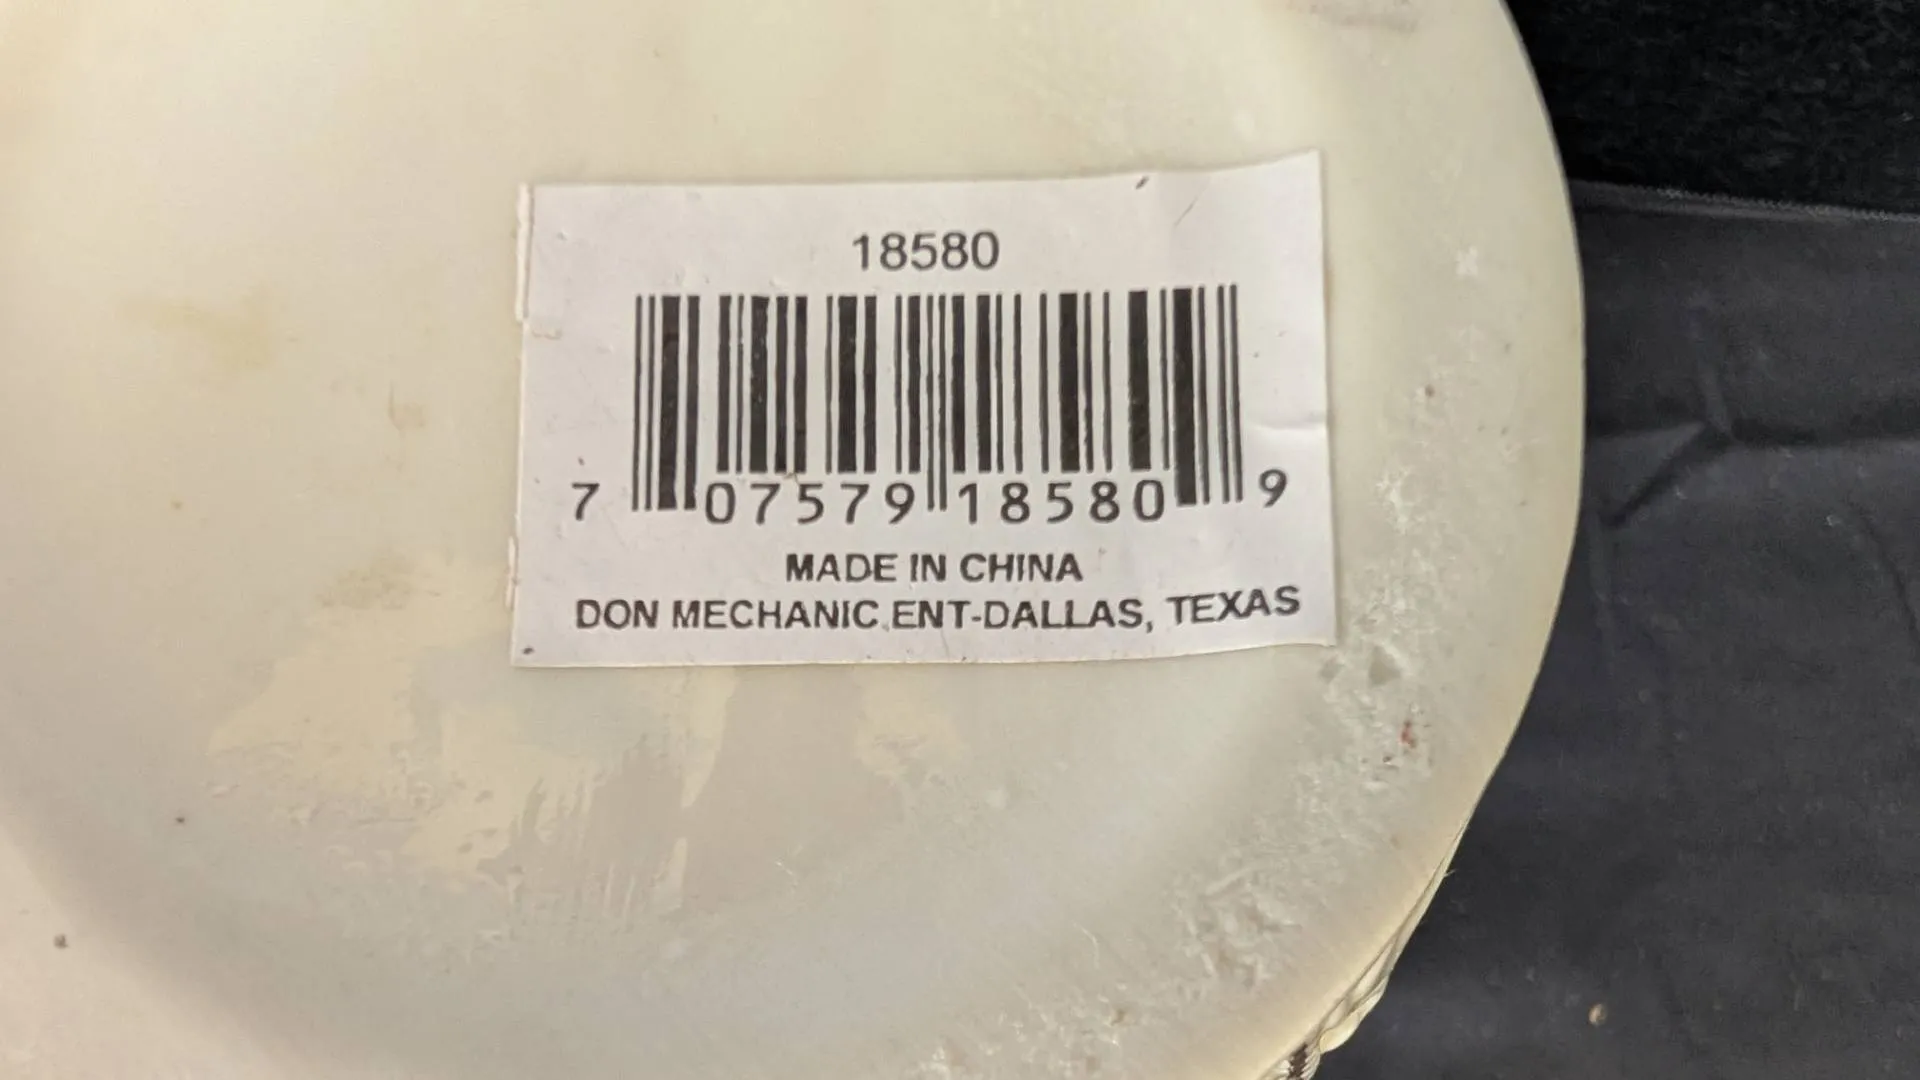 18580
7 07579 18580 9
MADE IN CHINA
DON MECHANIC ENT-DALLAS, TEXAS